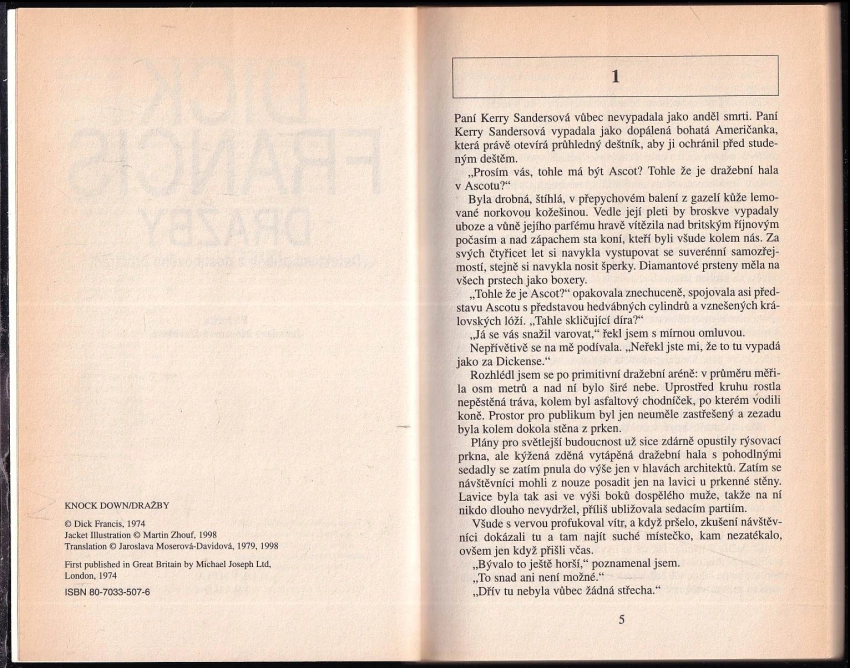 KNOCK DOWN/DRAŽBY
© Dick Francis, 1974
Jacket Illustration © Martin Zhouf, 1998
Translation © Jaroslava Moserová-Davidová, 1979, 1998
First published in Great Britain by Michael Joseph Ltd,
London, 1974
ISBN 80-7033-507-6
1
Paní Kerry Sandersová vůbec nevypadala jako anděl smrti. Paní
Kerry Sandersová vypadala jako dopálená bohatá Američanka,
která právě otevírá průhledný deštník, aby ji ochránil před stude-
ným deštěm.
„Prosím vás, tohle má být Ascot? Tohle že je dražební hala
v Ascotu?“
Byla drobná, štíhlá, v přepychovém balení z gazelí kůže lemo-
vané norkovou kožešinou. Vedle její pleti by broskve vypadaly
uboze a vůně jejího parfému hravě vítězila nad britským říjnovým
počasím a nad zápachem sta koní, kteří byli všude kolem nás. Za
svých čtyřicet let si navykla vystupovat se suverénní samozřej-
mostí, stejně si navykla nosit šperky. Diamantové prsteny měla na
všech prstech jako boxery.
„Tohle že je Ascot?“ opakovala znechuceně, spojovala asi před-
stavu Ascotu s představou hedvábných cylindrů a vznešených krá-
lovských lóží. „Tahle skličující díra?“
„Já se vás snažil varovat,“ řekl jsem s mírnou omluvou.
Nepřívětivě se na mě podívala. „Neřekl jste mi, že to tu vypadá
jako za Dickense.“
Rozhlédl jsem se po primitivní dražební aréně: v průměru měři-
la osm metrů a nad ní bylo širé nebe. Uprostřed kruhu rostla
nepěstěná tráva, kolem byl asfaltový chodníček, po kterém vodili
koně. Prostor pro publikum byl jen neuměle zastřešený a zezadu
byla kolem dokola stěna z prken.
Plány pro světlejší budoucnost už sice zdárně opustily rýsovací
prkna, ale kýžená zděná vytápěná dražební hala s pohodlnými
sedadly se zatím pnula do výše jen v hlavách architektů. Zatím se
návštěvníci mohli z nouze posadit jen na lavici u prkenné stěny.
Lavice byla tak asi ve výši boků dospělého muže, takže na ní
nikdo dlouho nevydržel, příliš ubližovala sedacím partiím.
Všude s vervou profukoval vítr, a když pršelo, zkušení návštěv-
níci dokázali tu a tam najít suché místečko, kam nezatékalo,
ovšem jen když přišli včas.
„Bývalo to ještě horší,“ poznamenal jsem.
„To snad ani není možné.“
„Dřív tu nebyla vůbec žádná střecha.“
5